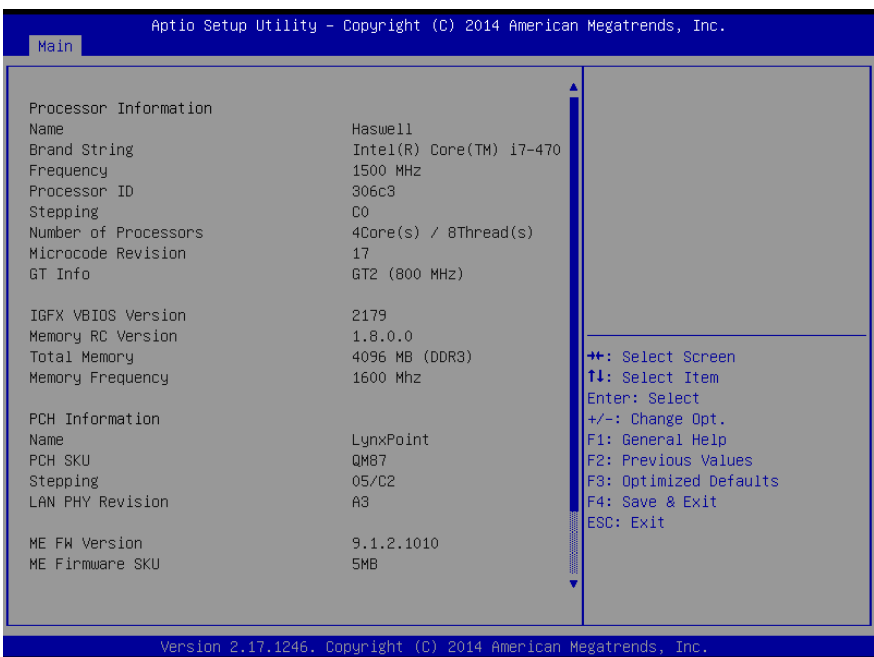 Aptio Setup Utility – Copyright (C) 2014 American Megatrends, Inc.
Main
Processor Information
Name Haswell
Brand String Intel(R) Core(TM) i7-470
Frequency 1500 MHz
Processor ID 306c3
Stepping C0
Number of Processors 4Core(s) / 8Thread(s)
Microcode Revision 17
GT Info GT2 (800 MHz)
IGFX VBIOS Version 2179
Memory RC Version 1.8.0.0
Total Memory 4096 MB (DDR3)
Memory Frequency 1600 Mhz
PCH Information
Name LynxPoint
PCH SKU QM87
Stepping 05/C2
LAN PHY Revision A3
ME FW Version 9.1.2.1010
ME Firmware SKU 5MB
→←: Select Screen
↑↓: Select Item
Enter: Select
+/-: Change Opt.
F1: General Help
F2: Previous Values
F3: Optimized Defaults
F4: Save & Exit
ESC: Exit
Version 2.17.1246. Copyright (C) 2014 American Megatrends, Inc.